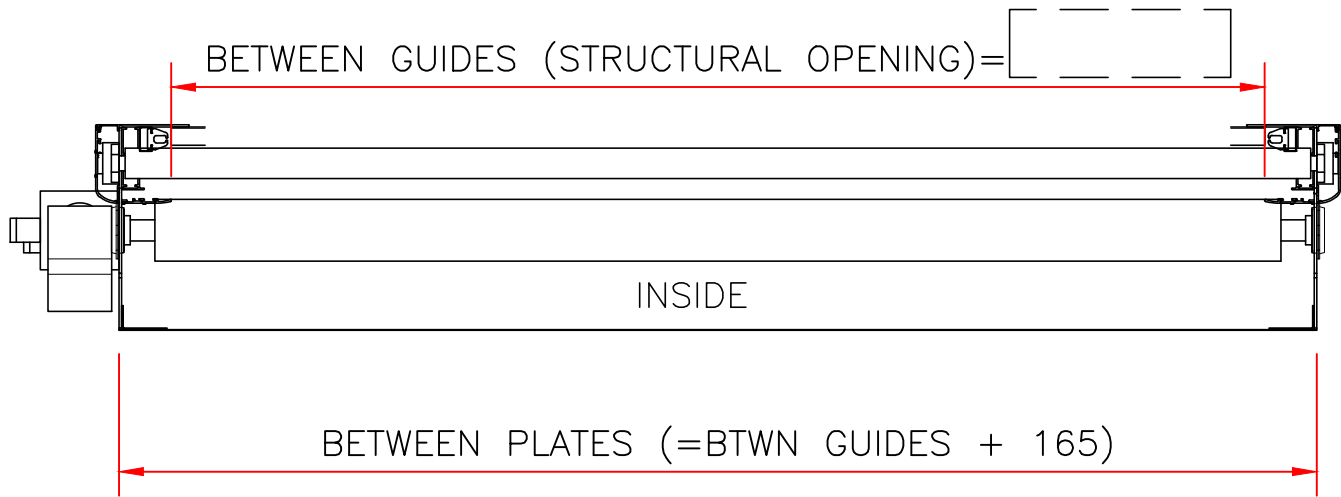 BETWEEN GUIDES (STRUCTURAL OPENING)=
INSIDE
BETWEEN PLATES (=BTWN GUIDES + 165)